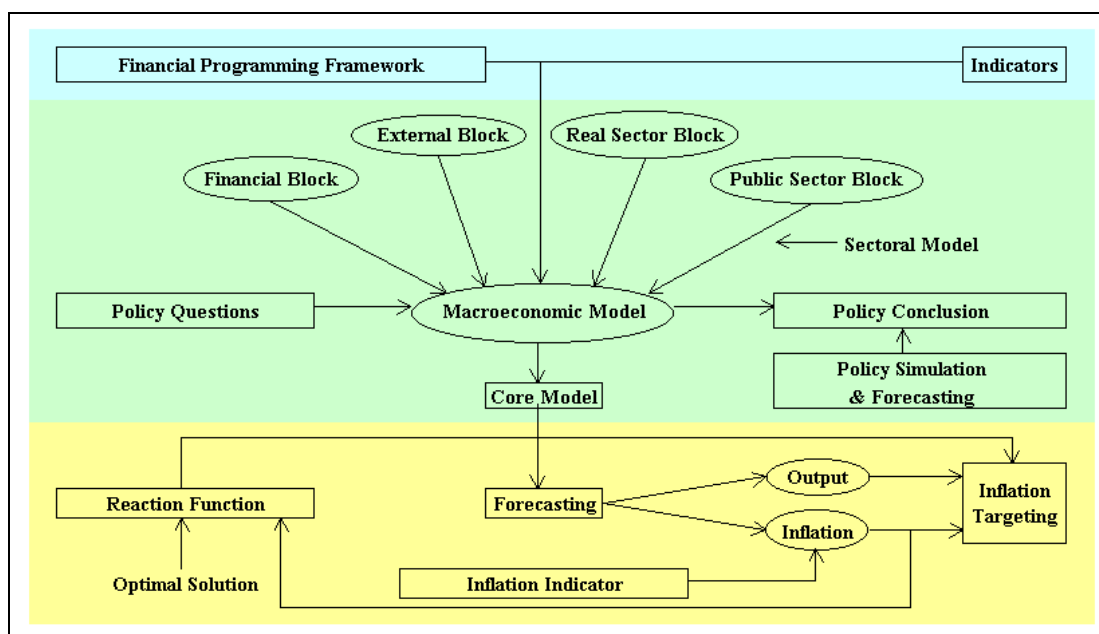 Financial Programming Framework
Indicators
External Block
Real Sector Block
Financial Block
Public Sector Block
Sectoral Model
Policy Questions
Macroeconomic Model
Policy Conclusion
Policy Simulation
& Forecasting
Core Model
Output
Inflation
Targeting
Reaction Function
Forecasting
Inflation
Optimal Solution
Inflation Indicator